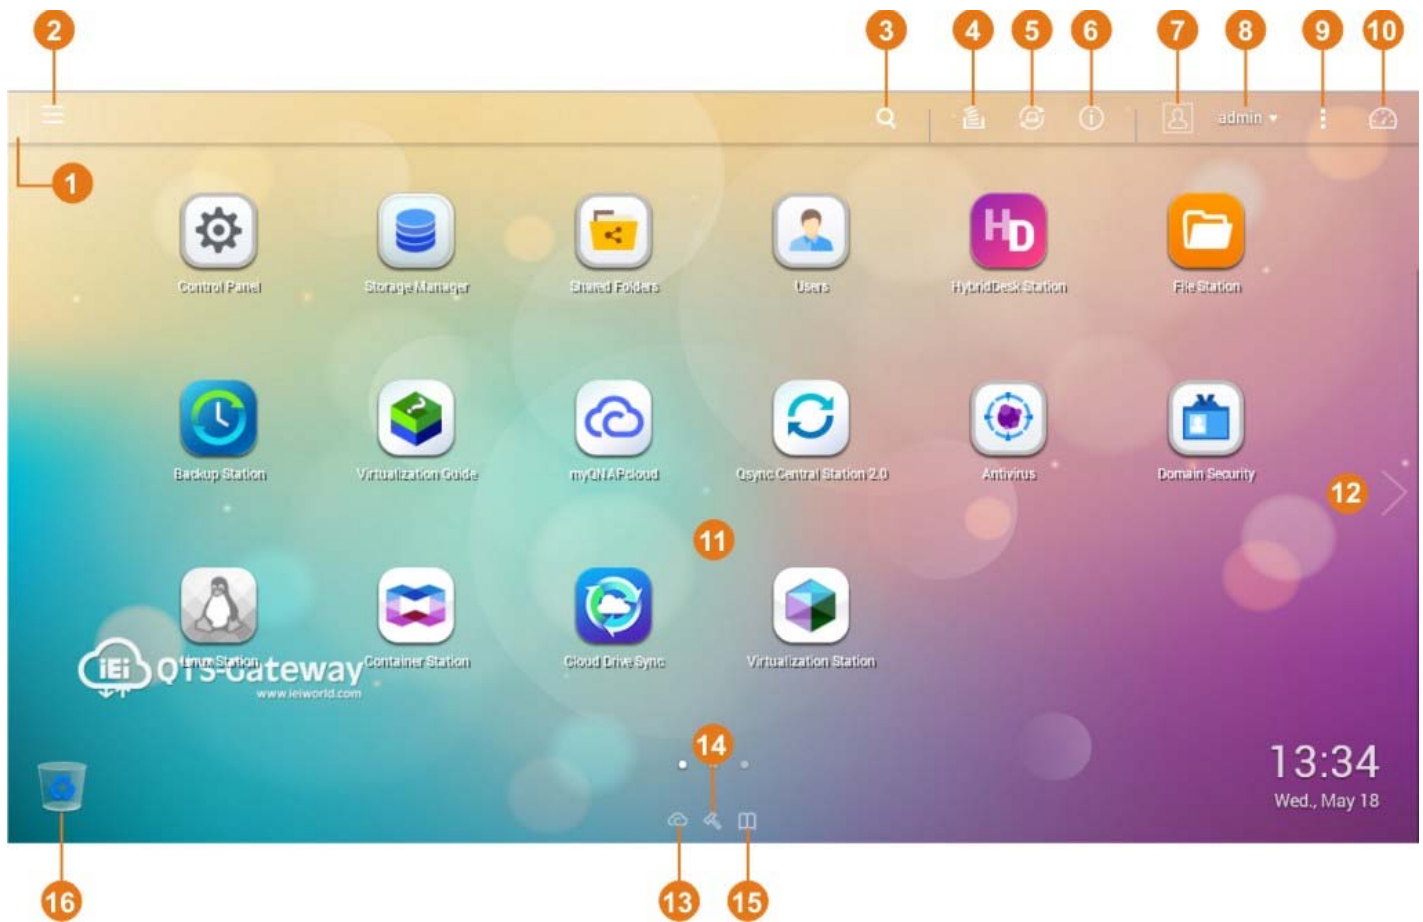 2 3 4 5 6 7 8 9 10
admin
1
Control Panel Storage Manager Shared Folders Users HybridDesk Station File Station
HD
?
Backup Station Virtualization Guide myQNAPcloud Qsync Central Station 2.0 Antivirus Domain Security
12
11
Linux Station Container Station Cloud Drive Sync Virtualization Station
iEi QTS-Gateway
www.ieiworld.com
14
13:34
Wed., May 18
16 13 15